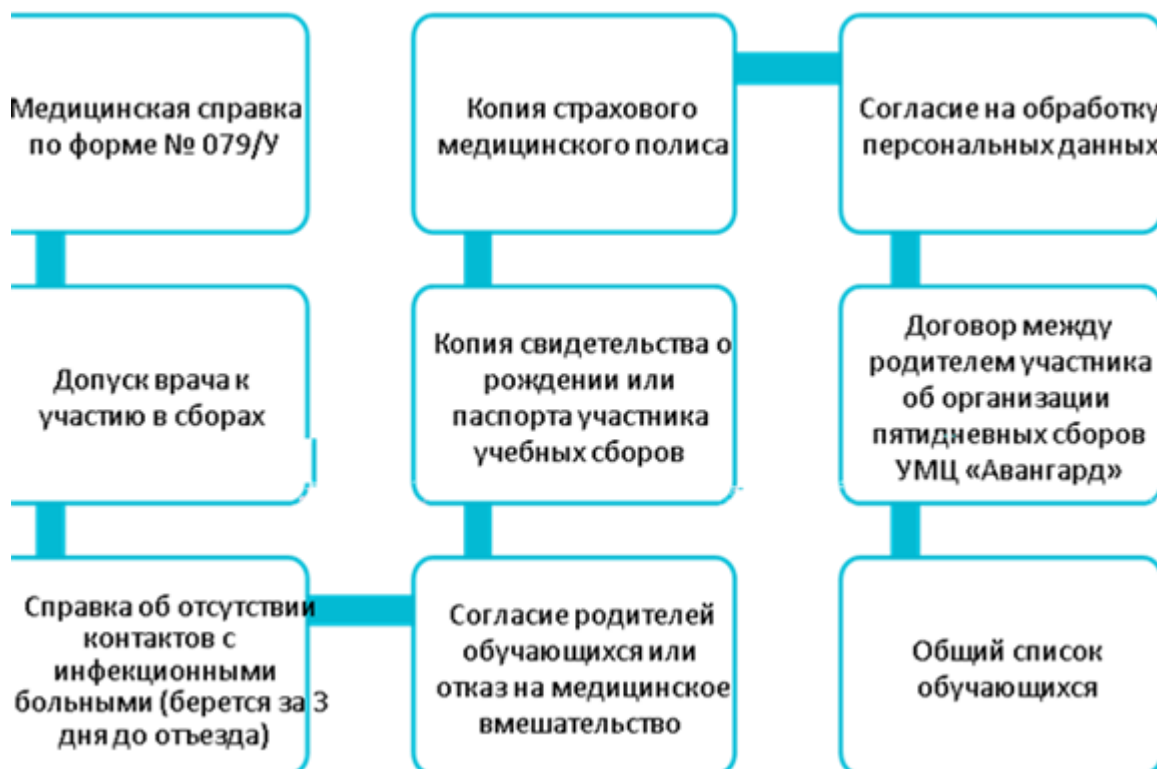 Медицинская справка
по форме № 079/У
Допуск врача к
участию в сборах
Справка об отсутствии
контактов с
инфекционными
больными (берется за 3
дня до отъезда)
Согласие родителей
обучающихся или
отказ на медицинское
вмешательство
Копия свидетельства о
рождении или
паспорта участника
учебных сборов
Копия страхового
медицинского полиса
Согласие на обработку
персональных данных
Договор между
родителем участника
об организации
пятидневных сборов
УМЦ «Авангард»
Общий список
обучающихся